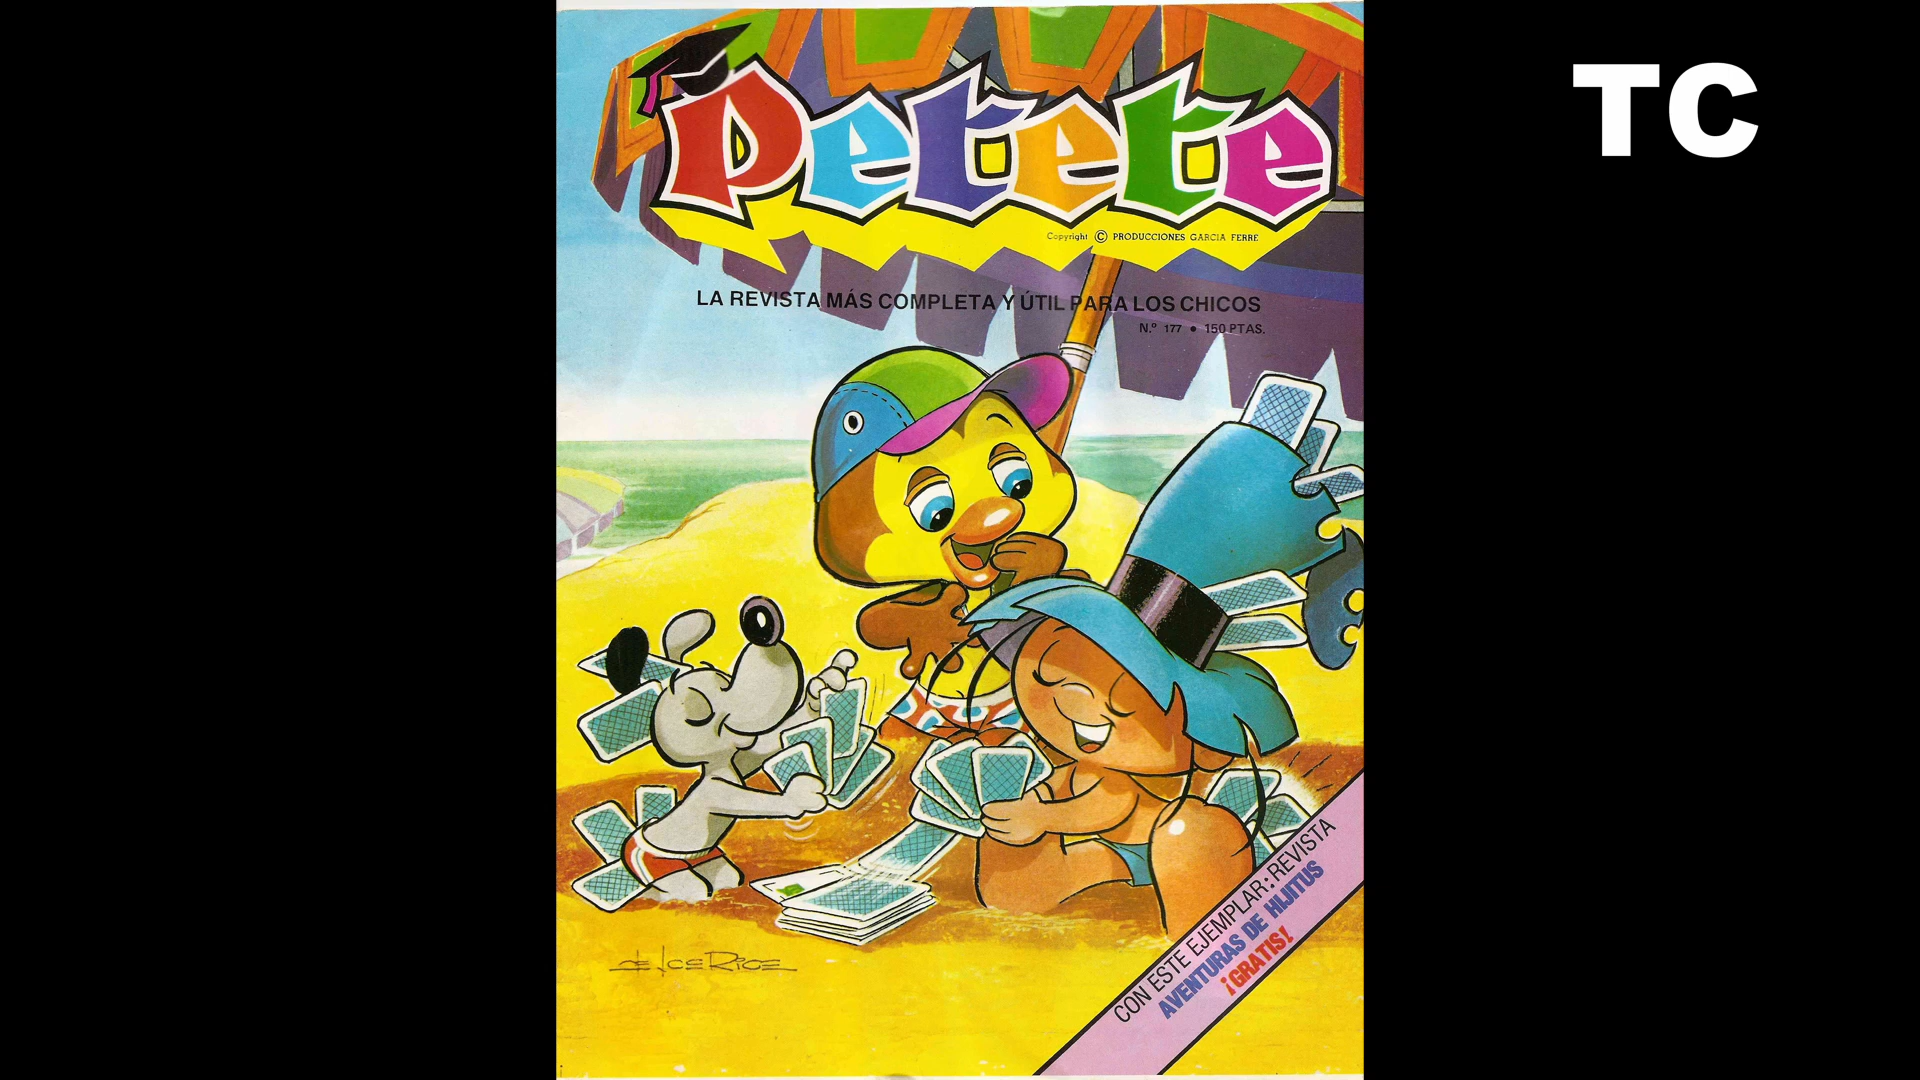 TC
Petete
Copyright © PRODUCCIONES GARCIA FERRE
LA REVISTA MÁS COMPLETA Y ÚTIL PARA LOS CHICOS
N.º 177 • 150 PTAS.
CON ESTE EJEMPLAR: REVISTA
AVENTURAS DE HIJITUS
¡GRATIS!